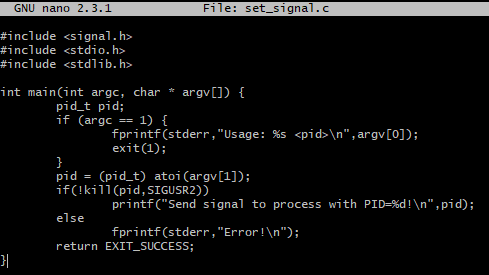 GNU nano 2.3.1 File: set_signal.c
#include <signal.h>
#include <stdio.h>
#include <stdlib.h>
int main(int argc, char * argv[]) {
pid_t pid;
if (argc == 1) {
fprintf(stderr,"Usage: %s <pid>\n",argv[0]);
exit(1);
}
pid = (pid_t) atoi(argv[1]);
if(!kill(pid,SIGUSR2))
printf("Send signal to process with PID=%d!\n",pid);
else
fprintf(stderr,"Error!\n");
return EXIT_SUCCESS;
}